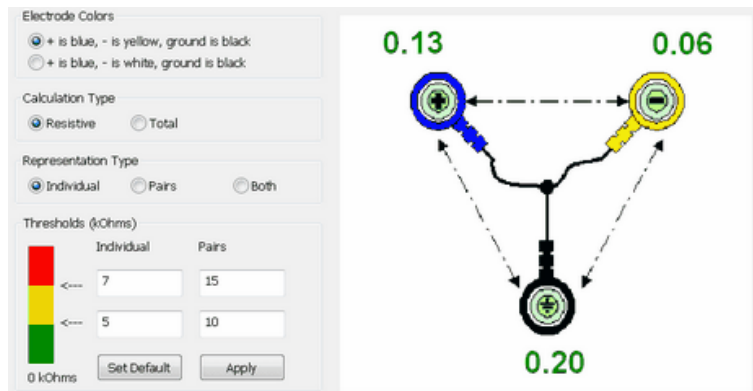 Electrode Colors
+ is blue, - is yellow, ground is black
+ is blue, - is white, ground is black
Calculation Type
Resistive Total
Representation Type
Individual Pairs Both
Thresholds (kOhms)
Individual Pairs
<--- 7 15
<--- 5 10
0 kOhms Set Default Apply
0.13 0.06
+ -
0.20